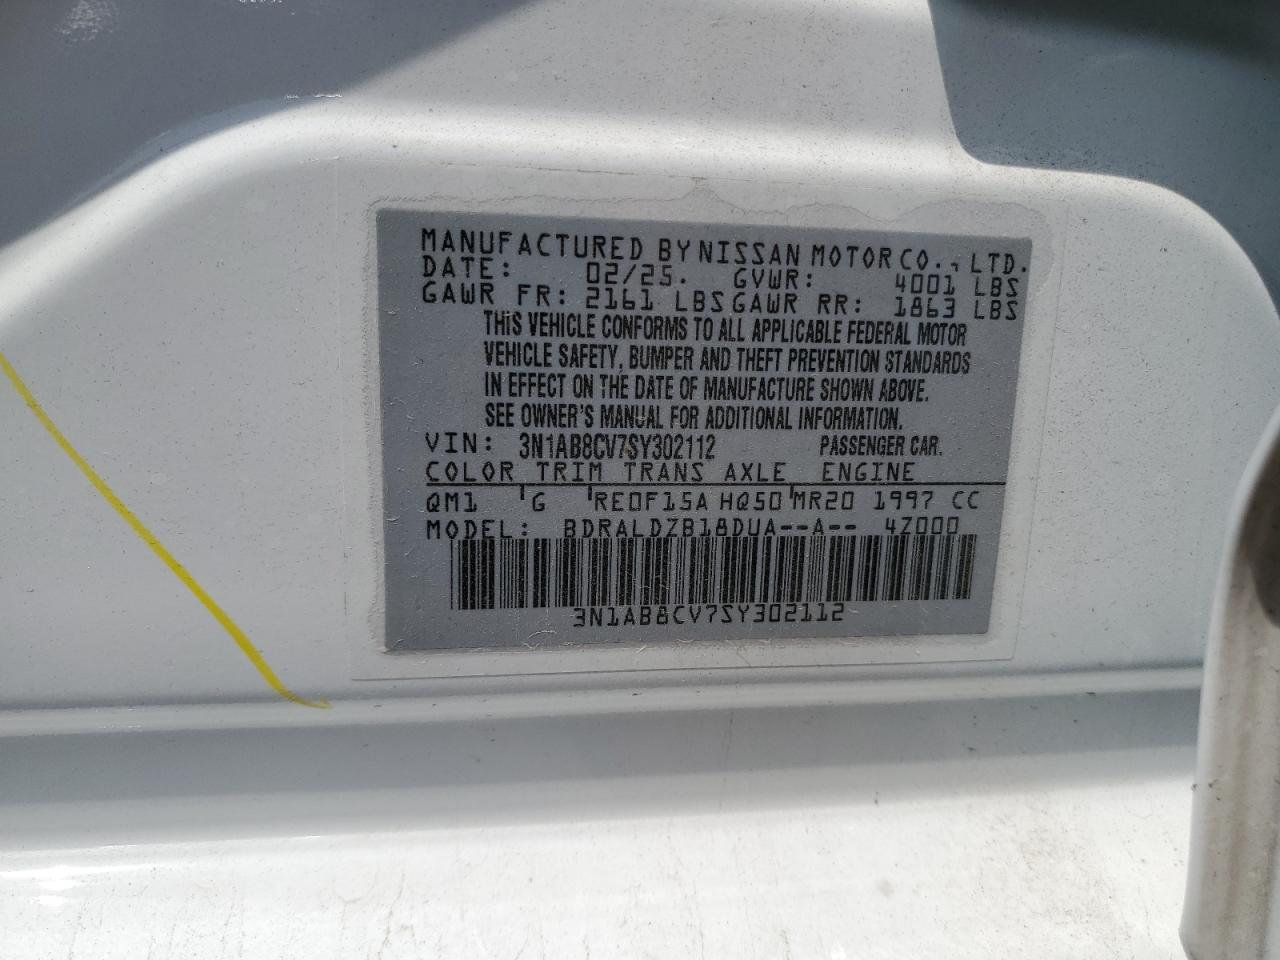 MANUFACTURED BY NISSAN MOTOR CO., LTD.
DATE: 02/25. GVWR: 4001 LBS
GAWR FR: 2161 LBS GAWR RR: 1863 LBS
THIS VEHICLE CONFORMS TO ALL APPLICABLE FEDERAL MOTOR
VEHICLE SAFETY, BUMPER AND THEFT PREVENTION STANDARDS
IN EFFECT ON THE DATE OF MANUFACTURE SHOWN ABOVE.
SEE OWNER'S MANUAL FOR ADDITIONAL INFORMATION.
VIN: 3N1AB8CV7SY302112 PASSENGER CAR.
COLOR TRIM TRANS AXLE ENGINE
QM1 G RE0F15A HQ50 MR20 1997 CC
MODEL: BDRALDZB18DUA--A-- 4Z000
3N1AB8CV7SY302112